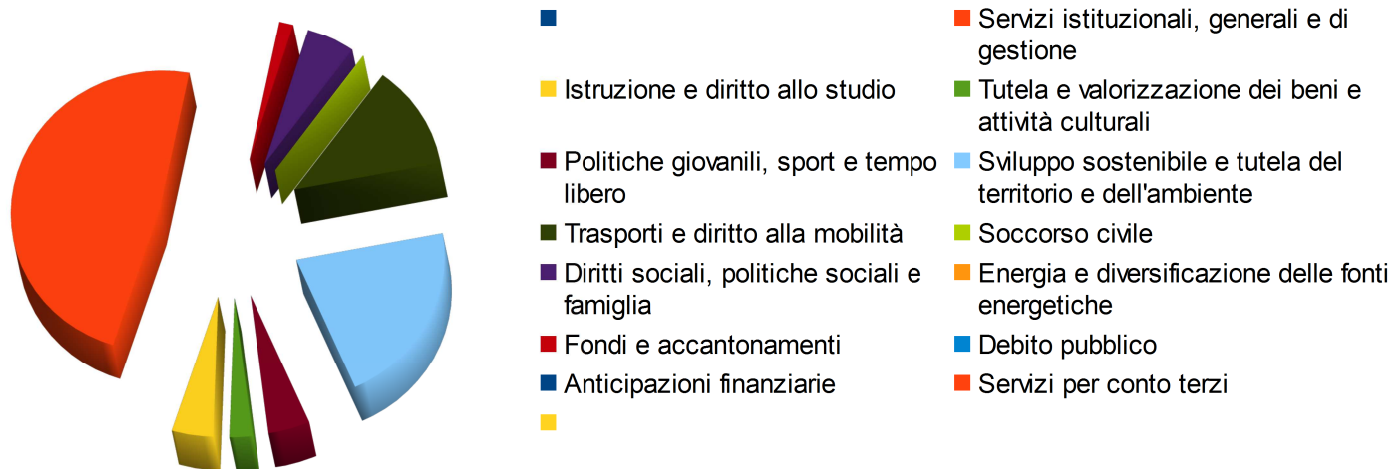 Servizi istituzionali, generali e di
gestione
Istruzione e diritto allo studio
Tutela e valorizzazione dei beni e
attività culturali
Politiche giovanili, sport e tempo
libero
Sviluppo sostenibile e tutela del
territorio e dell'ambiente
Trasporti e diritto alla mobilità
Soccorso civile
Diritti sociali, politiche sociali e
famiglia
Energia e diversificazione delle fonti
energetiche
Fondi e accantonamenti
Debito pubblico
Anticipazioni finanziarie
Servizi per conto terzi